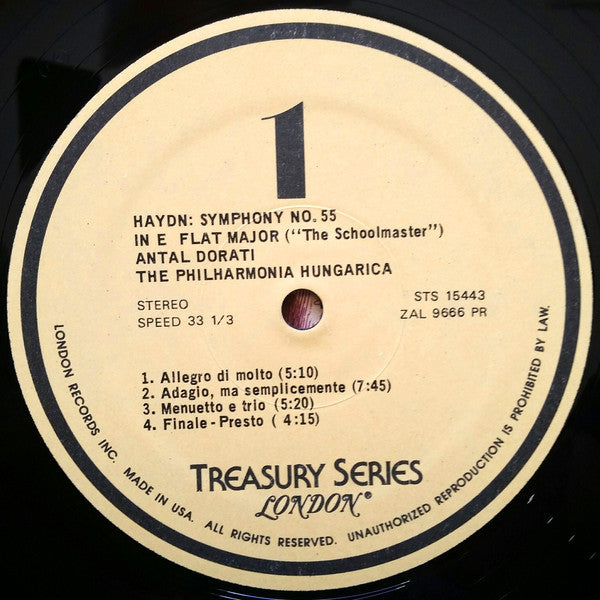 1
HAYDN: SYMPHONY NO. 55
IN E FLAT MAJOR ("The Schoolmaster")
ANTAL DORATI
THE PHILHARMONIA HUNGARICA
STEREO
SPEED 33 1/3
STS 15443
ZAL 9666 PR
1. Allegro di molto (5:10)
2. Adagio, ma semplicemente (7:45)
3. Menuetto e trio (5:20)
4. Finale-Presto ( 4:15)
TREASURY SERIES
LONDON®
LONDON RECORDS INC. MADE IN U.S.A. ALL RIGHTS RESERVED. UNAUTHORIZED REPRODUCTION IS PROHIBITED BY LAW.